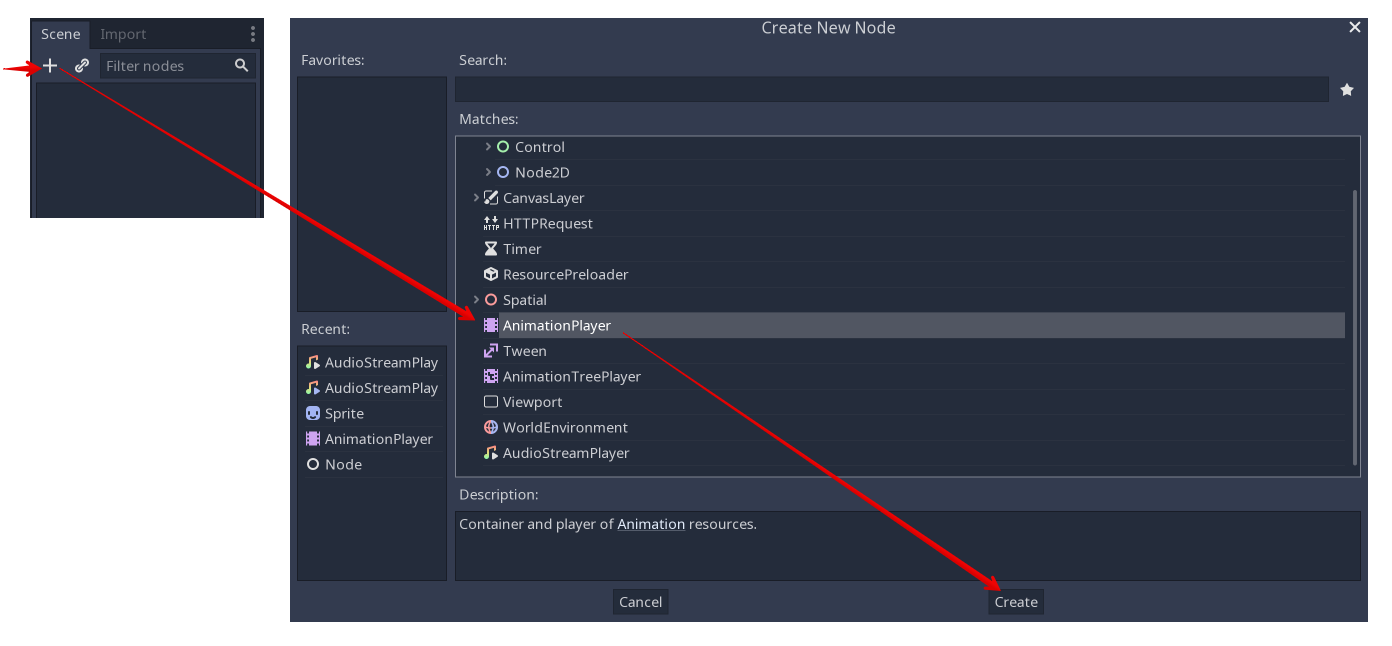 Scene Import
Filter nodes
Create New Node
Favorites:
Search:
Matches:
Control
Node2D
CanvasLayer
HTTP HTTPRequest
Timer
ResourcePreloader
Spatial
AnimationPlayer
Tween
AnimationTreePlayer
Viewport
WorldEnvironment
AudioStreamPlayer
Recent:
AudioStreamPlay
AudioStreamPlay
Sprite
AnimationPlayer
Node
Description:
Container and player of Animation resources.
Cancel
Create